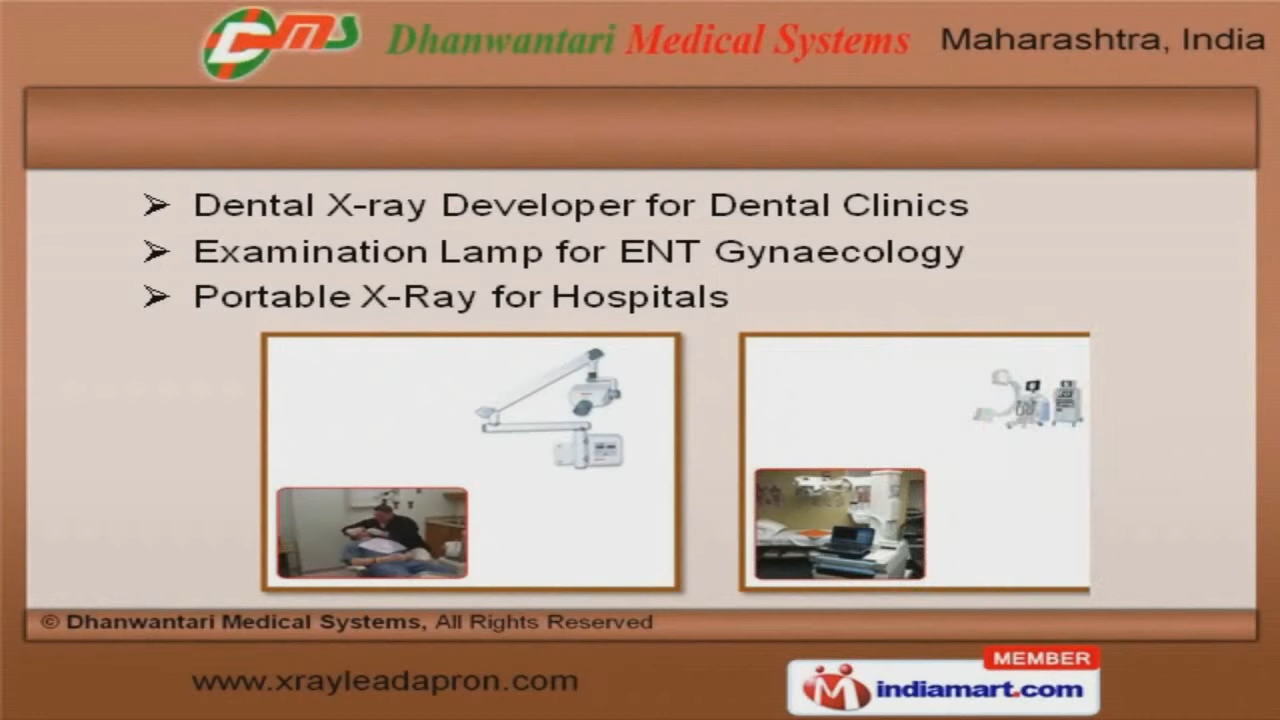 DMS Dhanwantari Medical Systems Maharashtra, India
➢ Dental X-ray Developer for Dental Clinics
➢ Examination Lamp for ENT Gynaecology
➢ Portable X-Ray for Hospitals
© Dhanwantari Medical Systems, All Rights Reserved
www.xrayleadapron.com
MEMBER
indiamart.com